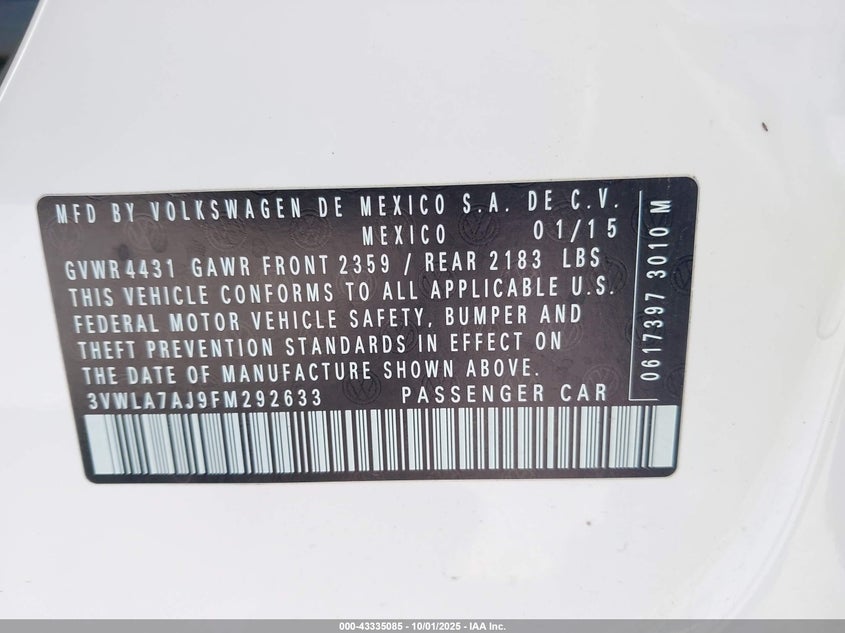 MFD BY VOLKSWAGEN DE MEXICO S.A. DE C.V.
MEXICO 01/15
GVWR 4431 GAWR FRONT 2359 / REAR 2183 LBS
THIS VEHICLE CONFORMS TO ALL APPLICABLE U.S.
FEDERAL MOTOR VEHICLE SAFETY, BUMPER AND
THEFT PREVENTION STANDARDS IN EFFECT ON
THE DATE OF MANUFACTURE SHOWN ABOVE.
3VWLA7AJ9FM292633 PASSENGER CAR
0617397 3010 M
000-43335085 - 10/01/2025 - IAA Inc.